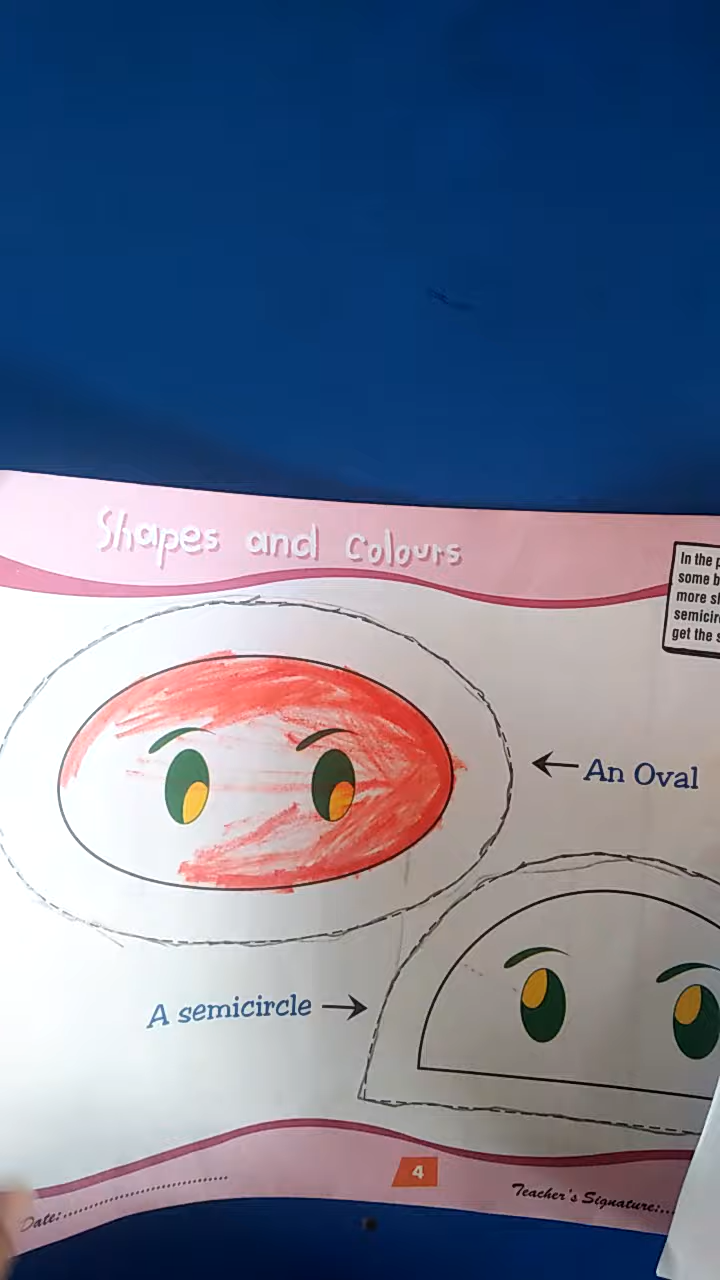 Shapes and Colours
In the
some
more
semicir
get the
An Oval
A semicircle
4
Date:..............................
Teacher's Signature:...